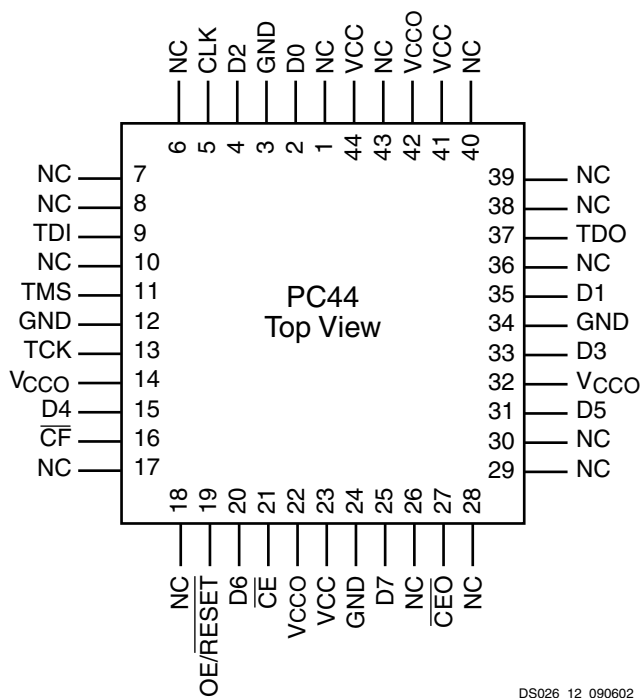 NC CLK D2 GND D0 NC VCC NC VCCO VCC NC
6 5 4 3 2 1 44 43 42 41 40
NC 7
NC 8
TDI 9
NC 10
TMS 11
GND 12
TCK 13
VCCO 14
D4 15
C̅F̅ 16
NC 17
PC44
Top View
39 NC
38 NC
37 TDO
36 NC
35 D1
34 GND
33 D3
32 VCCO
31 D5
30 NC
29 NC
18 19 20 21 22 23 24 25 26 27 28
NC OE/R̅E̅S̅E̅T̅ D6 C̅E̅ VCCO VCC GND D7 NC C̅E̅O̅ NC
DS026_12_090602